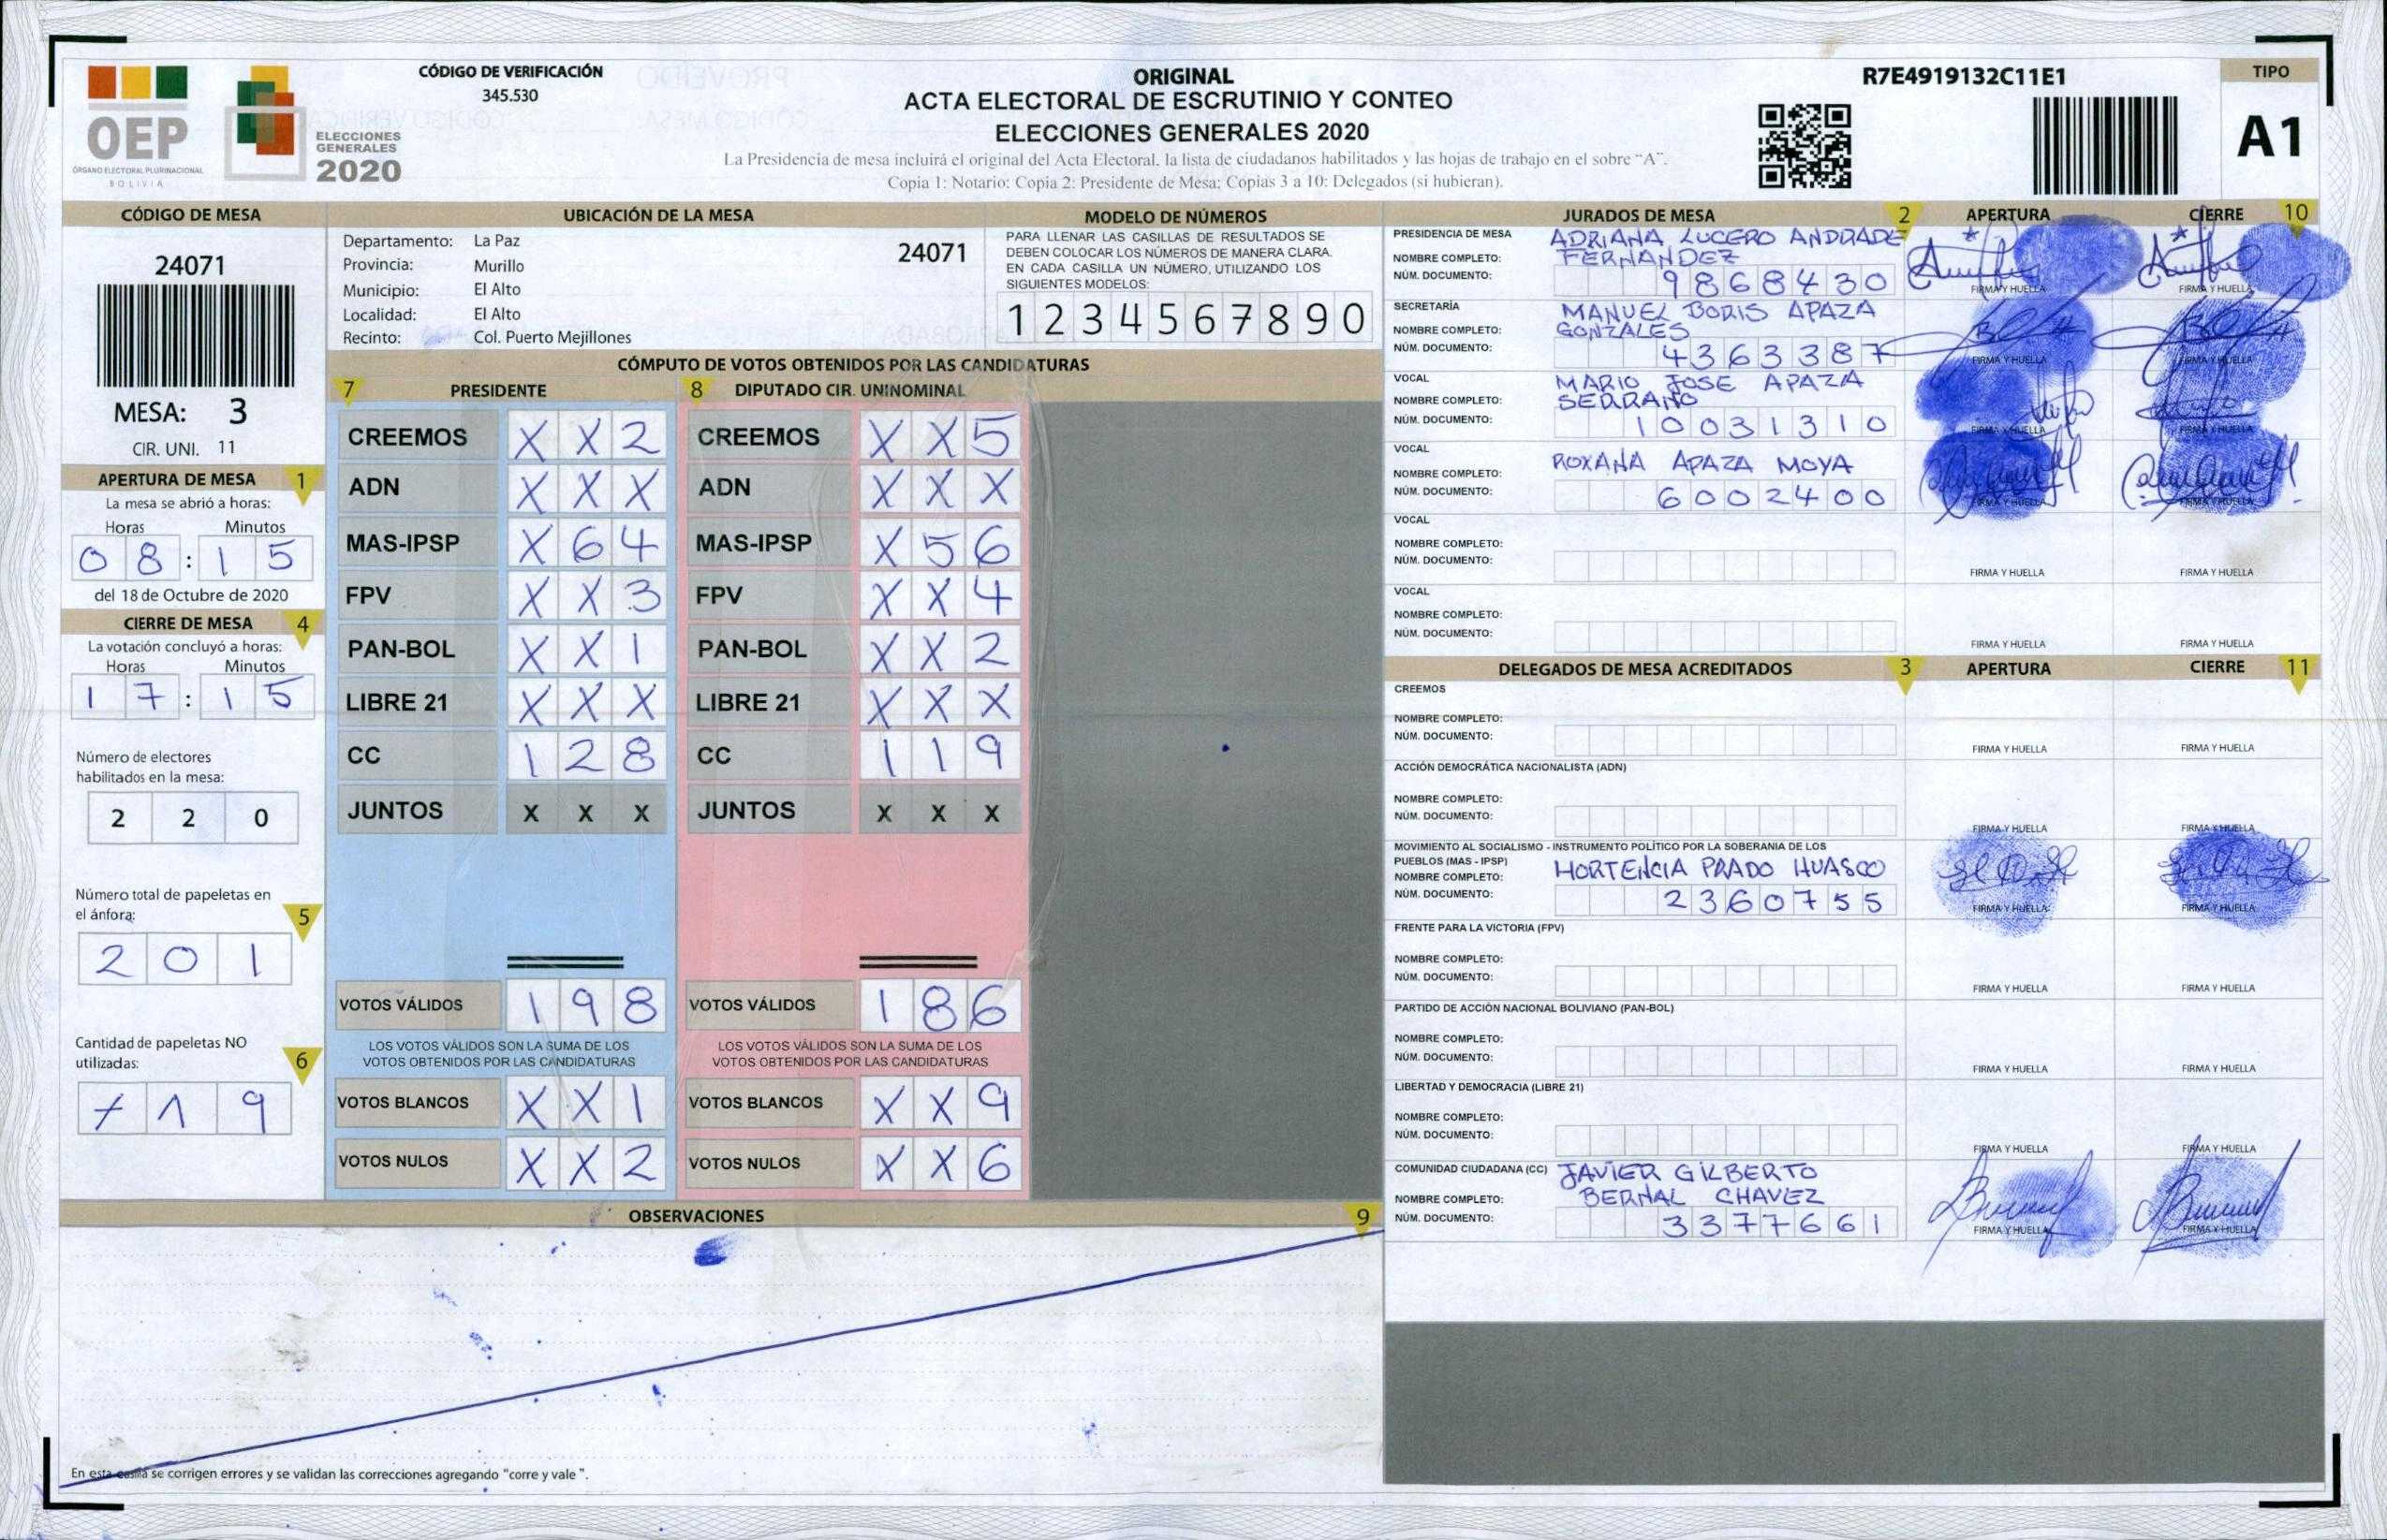 OEP
ÓRGANO ELECTORAL PLURINACIONAL
BOLIVIA
ELECCIONES
GENERALES
2020
CÓDIGO DE VERIFICACIÓN
345.530
ORIGINAL
ACTA ELECTORAL DE ESCRUTINIO Y CONTEO
ELECCIONES GENERALES 2020
La Presidencia de mesa incluirá el original del Acta Electoral, la lista de ciudadanos habilitados y las hojas de trabajo en el sobre "A".
Copia 1: Notario: Copia 2: Presidente de Mesa: Copias 3 a 10: Delegados (si hubieran).
R7E4919132C11E1
TIPO
A1
CÓDIGO DE MESA
24071
MESA: 3
CIR. UNI. 11
APERTURA DE MESA 1
La mesa se abrió a horas:
Horas Minutos
08:15
del 18 de Octubre de 2020
CIERRE DE MESA 4
La votación concluyó a horas:
Horas Minutos
17:15
Número de electores
habilitados en la mesa:
2 2 0
Número total de papeletas en
el ánfora: 5
2 0 1
Cantidad de papeletas NO
utilizadas: 6
1 9
UBICACIÓN DE LA MESA
Departamento: La Paz 24071
Provincia: Murillo
Municipio: El Alto
Localidad: El Alto
Recinto: Col. Puerto Mejillones
MODELO DE NÚMEROS
PARA LLENAR LAS CASILLAS DE RESULTADOS SE
DEBEN COLOCAR LOS NÚMEROS DE MANERA CLARA.
EN CADA CASILLA UN NÚMERO, UTILIZANDO LOS
SIGUIENTES MODELOS:
1 2 3 4 5 6 7 8 9 0
CÓMPUTO DE VOTOS OBTENIDOS POR LAS CANDIDATURAS
7 PRESIDENTE 8 DIPUTADO CIR. UNINOMINAL
CREEMOS X X 2 CREEMOS X X 5
ADN X X X ADN X X X
MAS-IPSP X 6 4 MAS-IPSP X 5 6
FPV X X 3 FPV X X 4
PAN-BOL X X 1 PAN-BOL X X 2
LIBRE 21 X X X LIBRE 21 X X X
CC 1 2 8 CC 1 1 9
JUNTOS X X X JUNTOS X X X
VOTOS VÁLIDOS 1 9 8 VOTOS VÁLIDOS 1 8 6
LOS VOTOS VÁLIDOS SON LA SUMA DE LOS LOS VOTOS VÁLIDOS SON LA SUMA DE LOS
VOTOS OBTENIDOS POR LAS CANDIDATURAS VOTOS OBTENIDOS POR LAS CANDIDATURAS
VOTOS BLANCOS X X 1 VOTOS BLANCOS X X 9
VOTOS NULOS X X 2 VOTOS NULOS X X 6
OBSERVACIONES 9
En esta casilla se corrigen errores y se validan las correcciones agregando "corre y vale".
JURADOS DE MESA 2 APERTURA CIERRE 10
PRESIDENCIA DE MESA ADRIANA LUCERO ANDRADE
NOMBRE COMPLETO: FERNANDEZ
NÚM. DOCUMENTO: 9868430
FIRMA Y HUELLA FIRMA Y HUELLA
SECRETARÍA MANUEL BORIS APAZA
NOMBRE COMPLETO: GONZALES
NÚM. DOCUMENTO: 4363387
FIRMA Y HUELLA FIRMA Y HUELLA
VOCAL MARIO JOSE APAZA
NOMBRE COMPLETO: SERRANO
NÚM. DOCUMENTO: 10031310
FIRMA Y HUELLA FIRMA Y HUELLA
VOCAL
NOMBRE COMPLETO: ROXANA APAZA MOYA
NÚM. DOCUMENTO: 6002400
FIRMA Y HUELLA FIRMA Y HUELLA
VOCAL
NOMBRE COMPLETO:
NÚM. DOCUMENTO:
FIRMA Y HUELLA FIRMA Y HUELLA
VOCAL
NOMBRE COMPLETO:
NÚM. DOCUMENTO:
FIRMA Y HUELLA FIRMA Y HUELLA
DELEGADOS DE MESA ACREDITADOS 3 APERTURA CIERRE 11
CREEMOS
NOMBRE COMPLETO:
NÚM. DOCUMENTO:
FIRMA Y HUELLA FIRMA Y HUELLA
ACCIÓN DEMOCRÁTICA NACIONALISTA (ADN)
NOMBRE COMPLETO:
NÚM. DOCUMENTO:
FIRMA Y HUELLA FIRMA Y HUELLA
MOVIMIENTO AL SOCIALISMO - INSTRUMENTO POLÍTICO POR LA SOBERANIA DE LOS
PUEBLOS (MAS - IPSP)
NOMBRE COMPLETO: HORTENCIA PRADO HUASCO
NÚM. DOCUMENTO: 2360755
FIRMA Y HUELLA FIRMA Y HUELLA
FRENTE PARA LA VICTORIA (FPV)
NOMBRE COMPLETO:
NÚM. DOCUMENTO:
FIRMA Y HUELLA FIRMA Y HUELLA
PARTIDO DE ACCIÓN NACIONAL BOLIVIANO (PAN-BOL)
NOMBRE COMPLETO:
NÚM. DOCUMENTO:
FIRMA Y HUELLA FIRMA Y HUELLA
LIBERTAD Y DEMOCRACIA (LIBRE 21)
NOMBRE COMPLETO:
NÚM. DOCUMENTO:
FIRMA Y HUELLA FIRMA Y HUELLA
COMUNIDAD CIUDADANA (CC) JAVIER GILBERTO
NOMBRE COMPLETO: BERNAL CHAVEZ
NÚM. DOCUMENTO: 3377661
FIRMA Y HUELLA FIRMA Y HUELLA